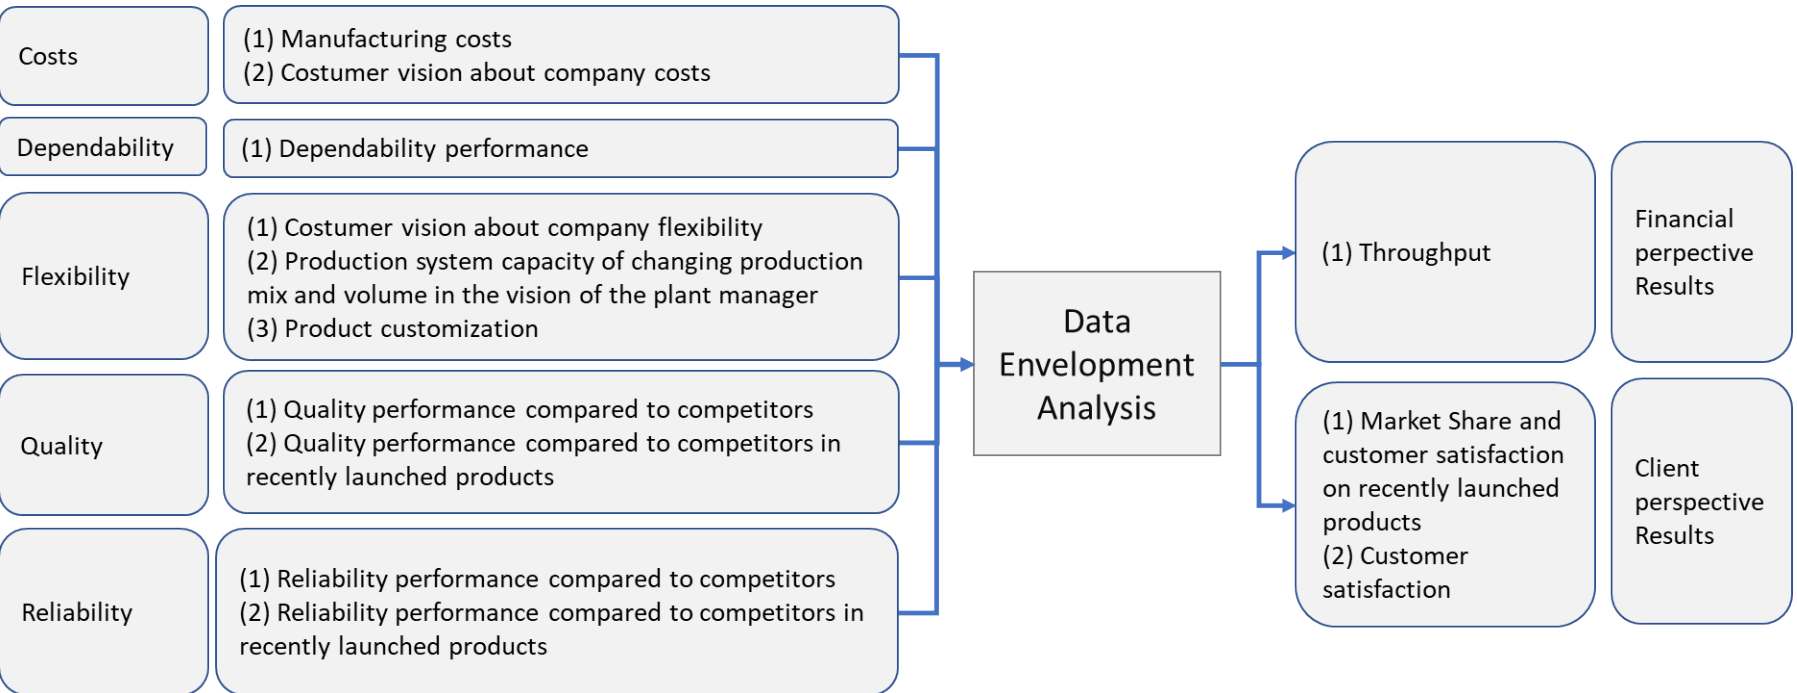 Costs
(1) Manufacturing costs
(2) Costumer vision about company costs
Dependability
(1) Dependability performance
Flexibility
(1) Costumer vision about company flexibility
(2) Production system capacity of changing production
mix and volume in the vision of the plant manager
(3) Product customization
Quality
(1) Quality performance compared to competitors
(2) Quality performance compared to competitors in
recently launched products
Reliability
(1) Reliability performance compared to competitors
(2) Reliability performance compared to competitors in
recently launched products
Data
Envelopment
Analysis
(1) Throughput
Financial
perpective
Results
(1) Market Share and
customer satisfaction
on recently launched
products
(2) Customer
satisfaction
Client
perspective
Results